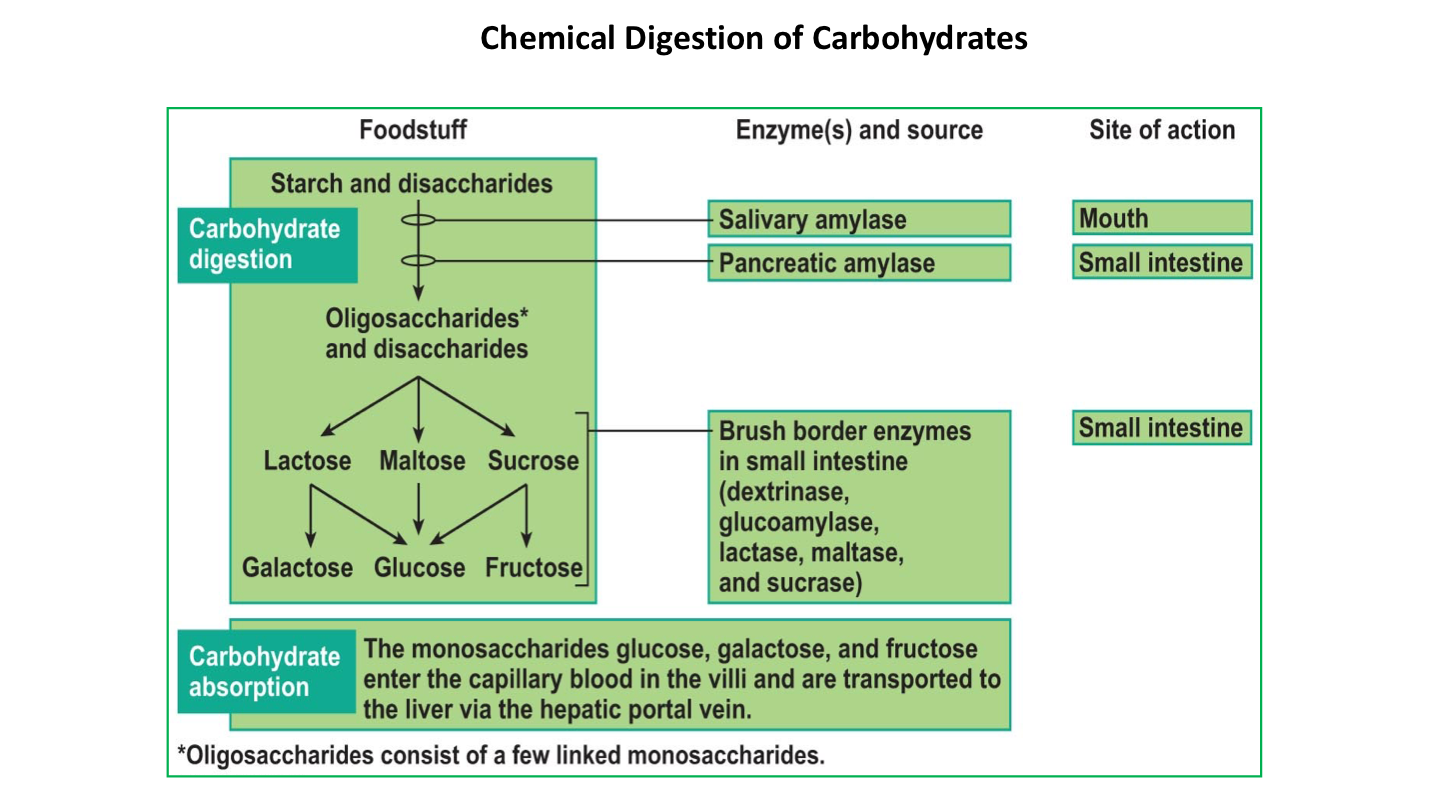 Chemical Digestion of Carbohydrates
Foodstuff
Enzyme(s) and source
Site of action
Starch and disaccharides
Carbohydrate
digestion
Salivary amylase
Mouth
Pancreatic amylase
Small intestine
Oligosaccharides*
and disaccharides
Lactose
Maltose
Sucrose
Galactose
Glucose
Fructose
Brush border enzymes
in small intestine
(dextrinase,
glucoamylase,
lactase, maltase,
and sucrase)
Small intestine
Carbohydrate
absorption
The monosaccharides glucose, galactose, and fructose
enter the capillary blood in the villi and are transported to
the liver via the hepatic portal vein.
*Oligosaccharides consist of a few linked monosaccharides.